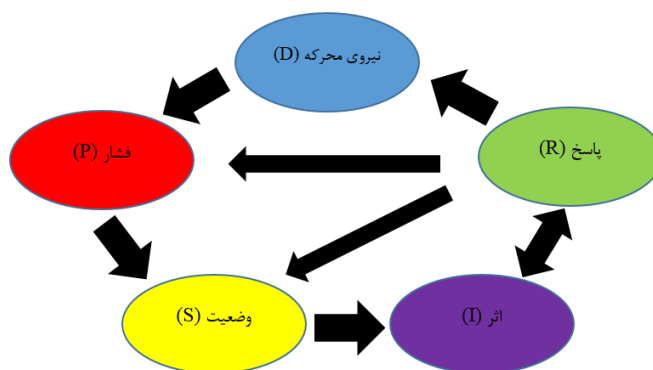 نیروی محرکه (D)
پاسخ (R)
فشار (P)
وضعیت (S)
اثر (I)